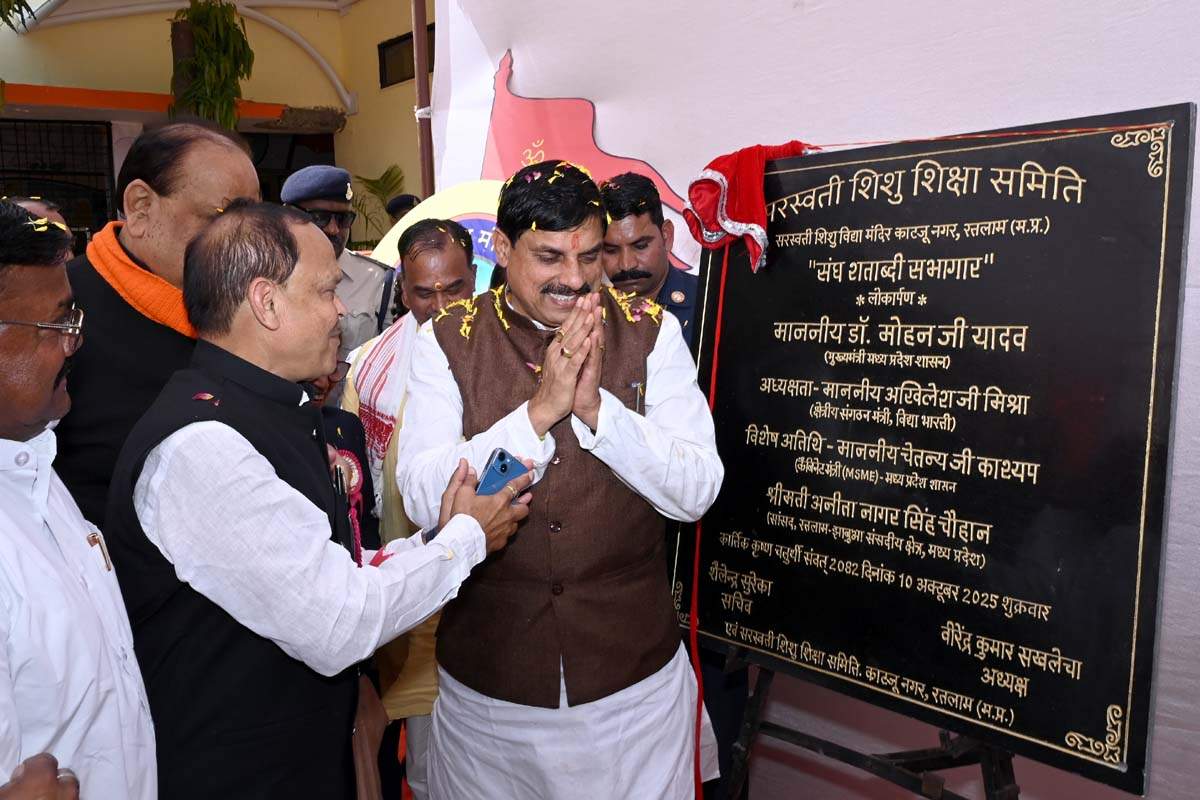 सरस्वती शिशु शिक्षा समिति
सरस्वती शिशु विद्या मंदिर काटजू नगर, रतलाम (म.प्र.)
"संघ शताब्दी सभागार"
* लोकार्पण *
माननीय डॉ. मोहन जी यादव
(मुख्यमंत्री मध्य प्रदेश शासन)
अध्यक्षता- माननीय अखिलेश जी मिश्रा
(क्षेत्रीय संगठन मंत्री, विद्या भारती)
विशेष अतिथि - माननीय चेतन्य जी काश्यप
(कॅबिनेट मंत्री (MSME) - मध्य प्रदेश शासन
श्रीमती अनीता नागर सिंह चौहान
(सांसद, रतलाम-झाबुआ संसदीय क्षेत्र, मध्य प्रदेश)
कार्तिक कृष्ण चतुर्थी संवत् 2082 दिनांक 10 अक्टूबर 2025 शुक्रवार
शैलेन्द्र सुरेका
सचिव
वीरेंद्र कुमार सखलेचा
अध्यक्ष
एवं सरस्वती शिशु शिक्षा समिति. काटजू नगर, रतलाम (म.प्र.)
ॐ